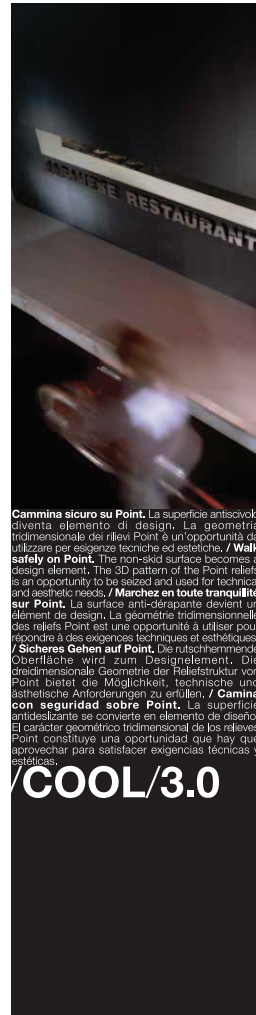 JAPANESE RESTAURANT
Cammina sicuro su Point. La superficie antiscivolo
diventa elemento di design. La geometria
tridimensionale dei rilievi Point è un'opportunità da
utilizzare per esigenze tecniche ed estetiche. / Walk
safely on Point. The non-skid surface becomes a
design element. The 3D pattern of the Point reliefs
is an opportunity to be seized and used for technical
and aesthetic needs. / Marchez en toute tranquillité
sur Point. La surface anti-dérapante devient un
élément de design. La géométrie tridimensionnelle
des reliefs Point est une opportunité à utiliser pour
répondre à des exigences techniques et esthétiques.
/ Sicheres Gehen auf Point. Die rutschhemmende
Oberfläche wird zum Designelement. Die
dreidimensionale Geometrie der Reliefstruktur von
Point bietet die Möglichkeit, technische und
ästhetische Anforderungen zu erfüllen. / Camina
con seguridad sobre Point. La superficie
antideslizante se convierte en elemento de diseño.
El carácter geométrico tridimensional de los relieves
Point constituye una oportunidad que hay que
aprovechar para satisfacer exigencias técnicas y
estéticas.
/COOL/3.0